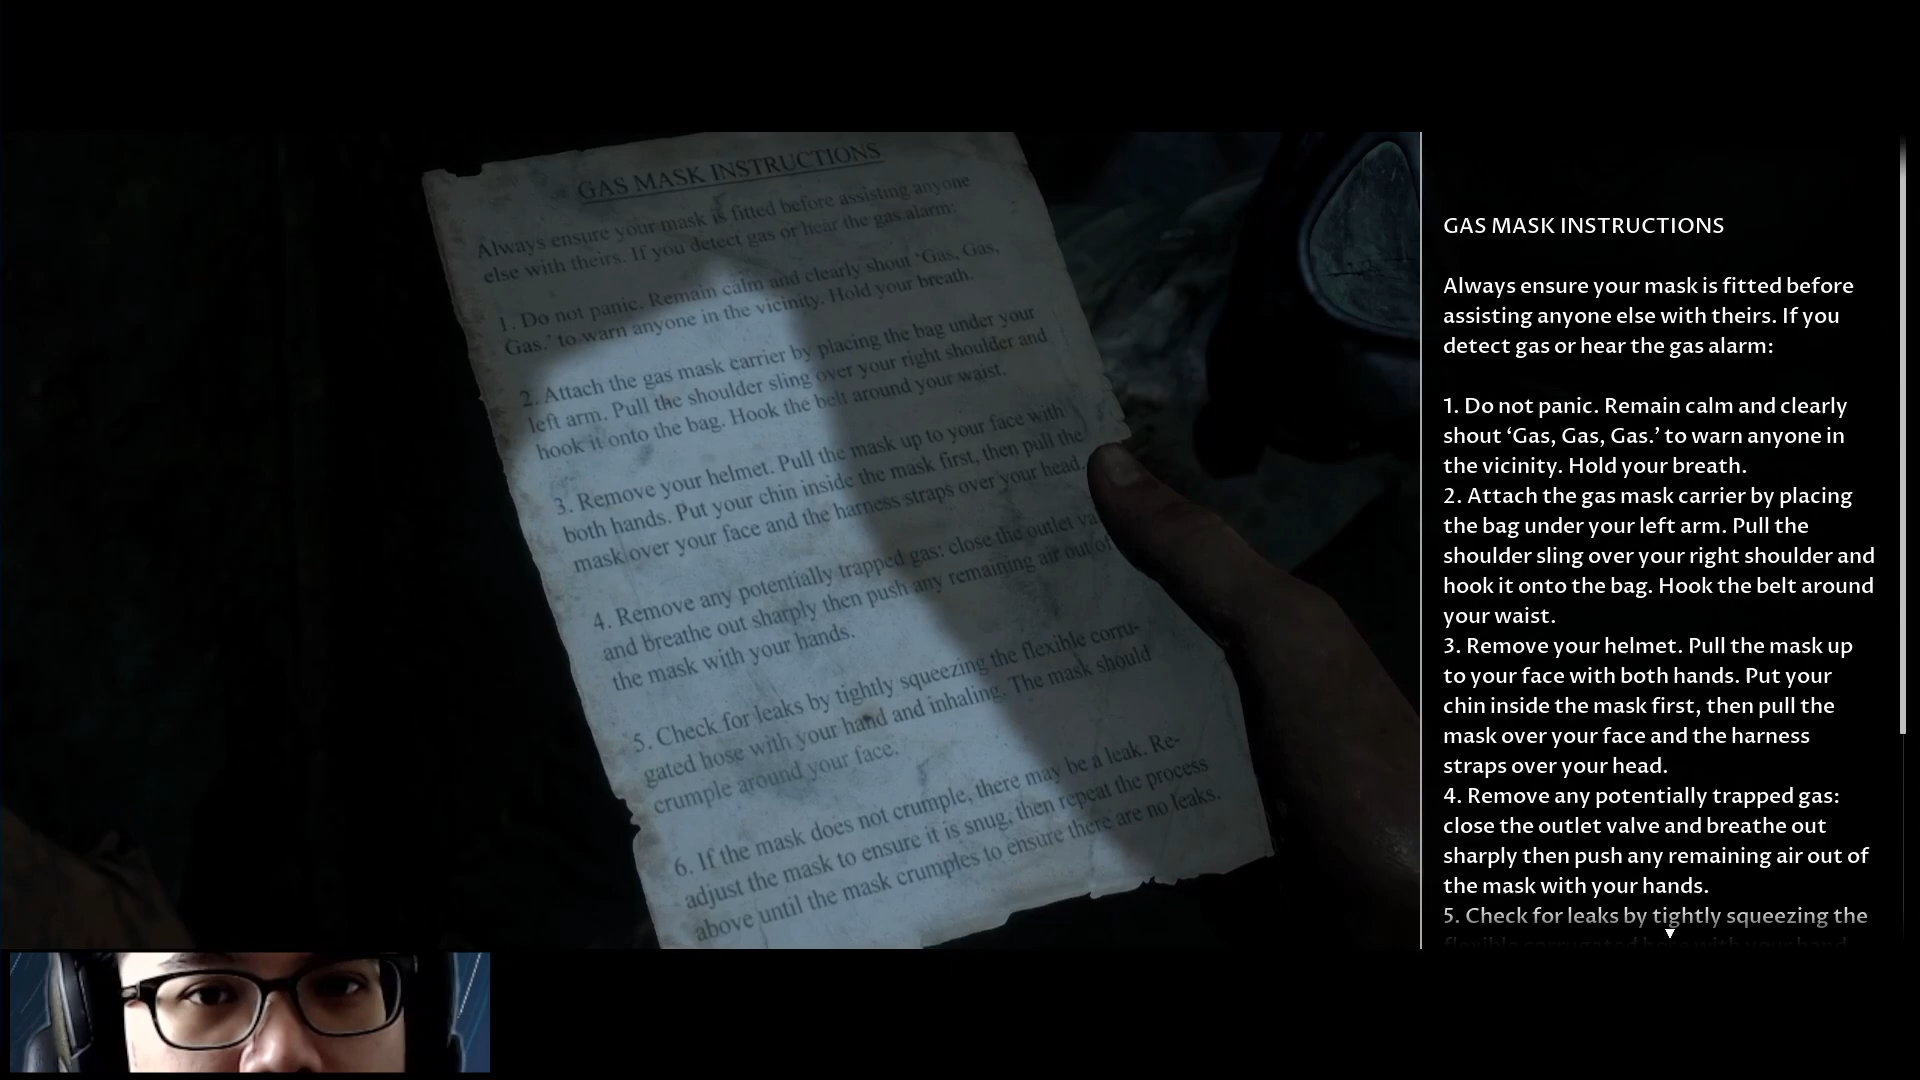 GAS MASK INSTRUCTIONS
Always ensure your mask is fitted before assisting anyone
else with theirs. If you detect gas or hear the gas alarm:
1. Do not panic. Remain calm and clearly shout ‘Gas, Gas,
Gas.’ to warn anyone in the vicinity. Hold your breath.
2. Attach the gas mask carrier by placing the bag under your
left arm. Pull the shoulder sling over your right shoulder and
hook it onto the bag. Hook the belt around your waist.
3. Remove your helmet. Pull the mask up to your face with
both hands. Put your chin inside the mask first, then pull the
mask over your face and the harness straps over your head.
4. Remove any potentially trapped gas: close the outlet va
and breathe out sharply then push any remaining air out of
the mask with your hands.
5. Check for leaks by tightly squeezing the flexible corru-
gated hose with your hand and inhaling. The mask should
crumple around your face.
6. If the mask does not crumple, there may be a leak. Re-
adjust the mask to ensure it is snug, then repeat the process
above until the mask crumples to ensure there are no leaks.
GAS MASK INSTRUCTIONS
Always ensure your mask is fitted before
assisting anyone else with theirs. If you
detect gas or hear the gas alarm:
1. Do not panic. Remain calm and clearly
shout ‘Gas, Gas, Gas.’ to warn anyone in
the vicinity. Hold your breath.
2. Attach the gas mask carrier by placing
the bag under your left arm. Pull the
shoulder sling over your right shoulder and
hook it onto the bag. Hook the belt around
your waist.
3. Remove your helmet. Pull the mask up
to your face with both hands. Put your
chin inside the mask first, then pull the
mask over your face and the harness
straps over your head.
4. Remove any potentially trapped gas:
close the outlet valve and breathe out
sharply then push any remaining air out of
the mask with your hands.
5. Check for leaks by tightly squeezing the
flexible corrugated hose with your hand